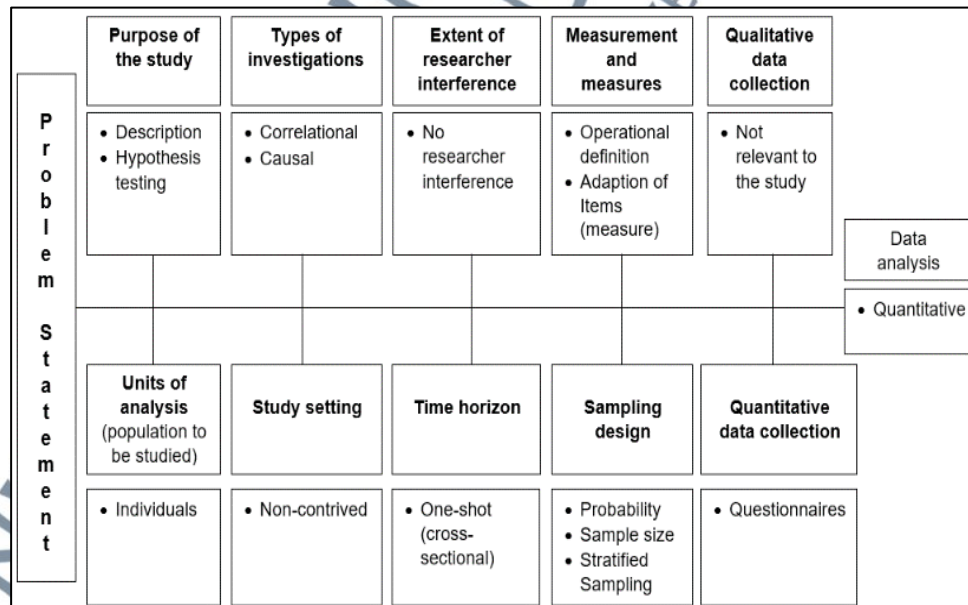 Problem Statement
Purpose of
the study
• Description
• Hypothesis
testing
Types of
investigations
• Correlational
• Causal
Extent of
researcher
interference
• No
researcher
interference
Measurement
and
measures
• Operational
definition
• Adaption of
Items
(measure)
Qualitative
data
collection
• Not
relevant to
the study
Data
analysis
• Quantitative
Units of
analysis
(population to
be studied)
• Individuals
Study setting
• Non-contrived
Time horizon
• One-shot
(cross-
sectional)
Sampling
design
• Probability
• Sample size
• Stratified
Sampling
Quantitative
data collection
• Questionnaires